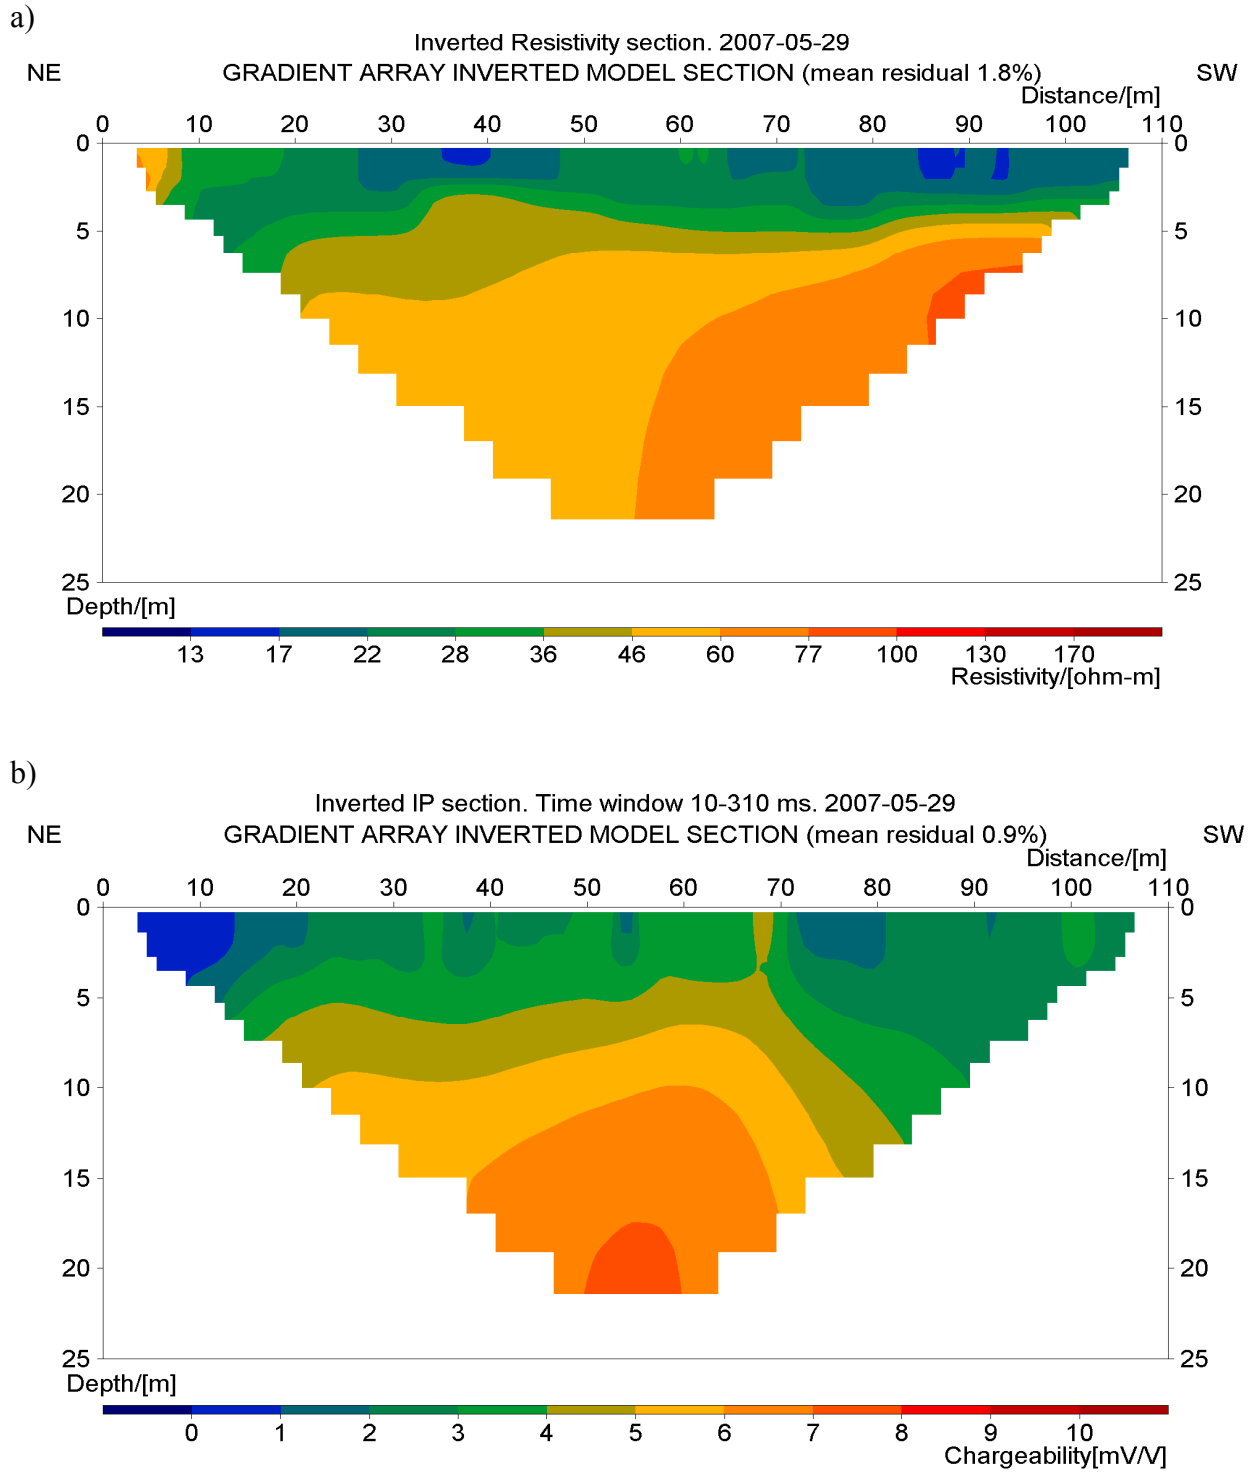 a)
Inverted Resistivity section. 2007-05-29
NE GRADIENT ARRAY INVERTED MODEL SECTION (mean residual 1.8%) SW
Distance/[m]
0 10 20 30 40 50 60 70 80 90 100 110
0 0
5 5
10 10
15 15
20 20
25 25
Depth/[m]
13 17 22 28 36 46 60 77 100 130 170
Resistivity/[ohm-m]
b)
Inverted IP section. Time window 10-310 ms. 2007-05-29
NE GRADIENT ARRAY INVERTED MODEL SECTION (mean residual 0.9%) SW
Distance/[m]
0 10 20 30 40 50 60 70 80 90 100 110
0 0
5 5
10 10
15 15
20 20
25 25
Depth/[m]
0 1 2 3 4 5 6 7 8 9 10
Chargeability[mV/V]